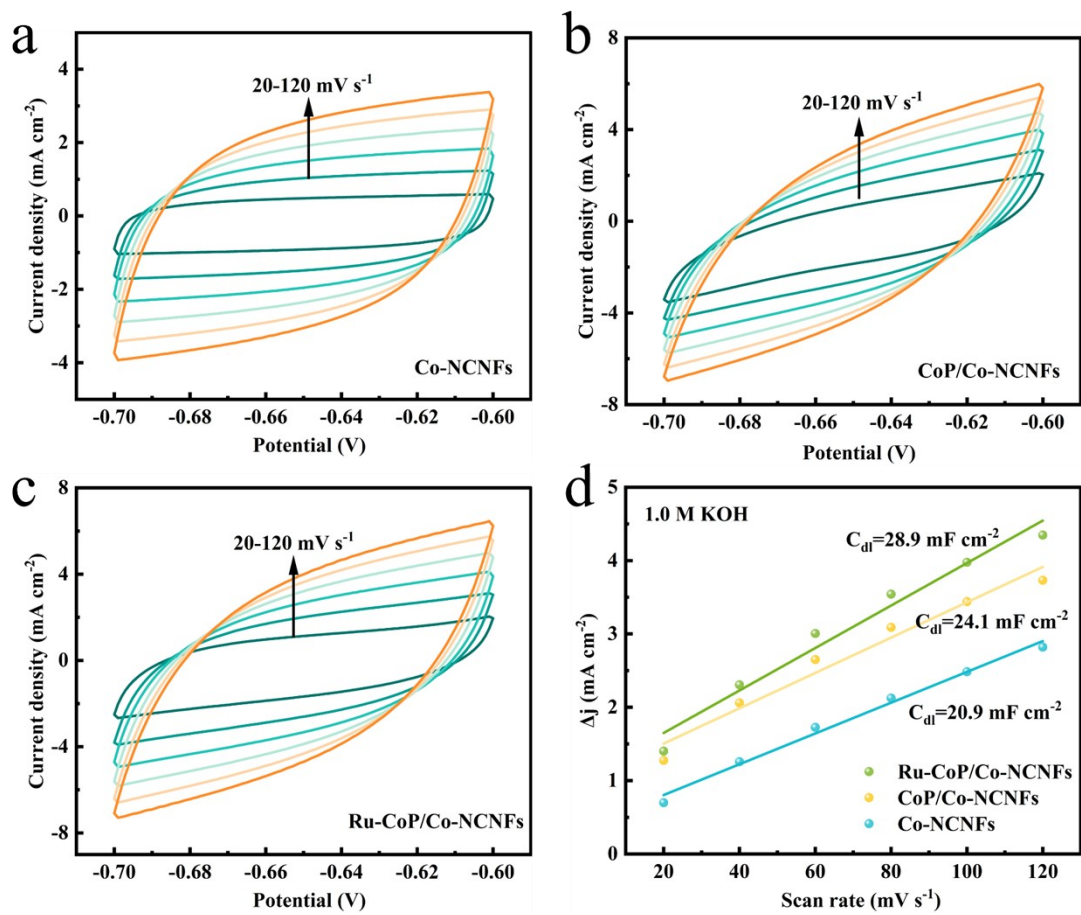 a
4
2
0
-2
-4
Current density (mA cm⁻²)
20-120 mV s⁻¹
Co-NCNFs
-0.70 -0.68 -0.66 -0.64 -0.62 -0.60
Potential (V)
b
8
4
0
-4
-8
Current density (mA cm⁻²)
20-120 mV s⁻¹
CoP/Co-NCNFs
-0.70 -0.68 -0.66 -0.64 -0.62 -0.60
Potential (V)
c
8
4
0
-4
-8
Current density (mA cm⁻²)
20-120 mV s⁻¹
Ru-CoP/Co-NCNFs
-0.70 -0.68 -0.66 -0.64 -0.62 -0.60
Potential (V)
d
5
4
3
2
1
0
Δj (mA cm⁻²)
1.0 M KOH
C_dl=28.9 mF cm⁻²
C_dl=24.1 mF cm⁻²
C_dl=20.9 mF cm⁻²
Ru-CoP/Co-NCNFs
CoP/Co-NCNFs
Co-NCNFs
20 40 60 80 100 120
Scan rate (mV s⁻¹)